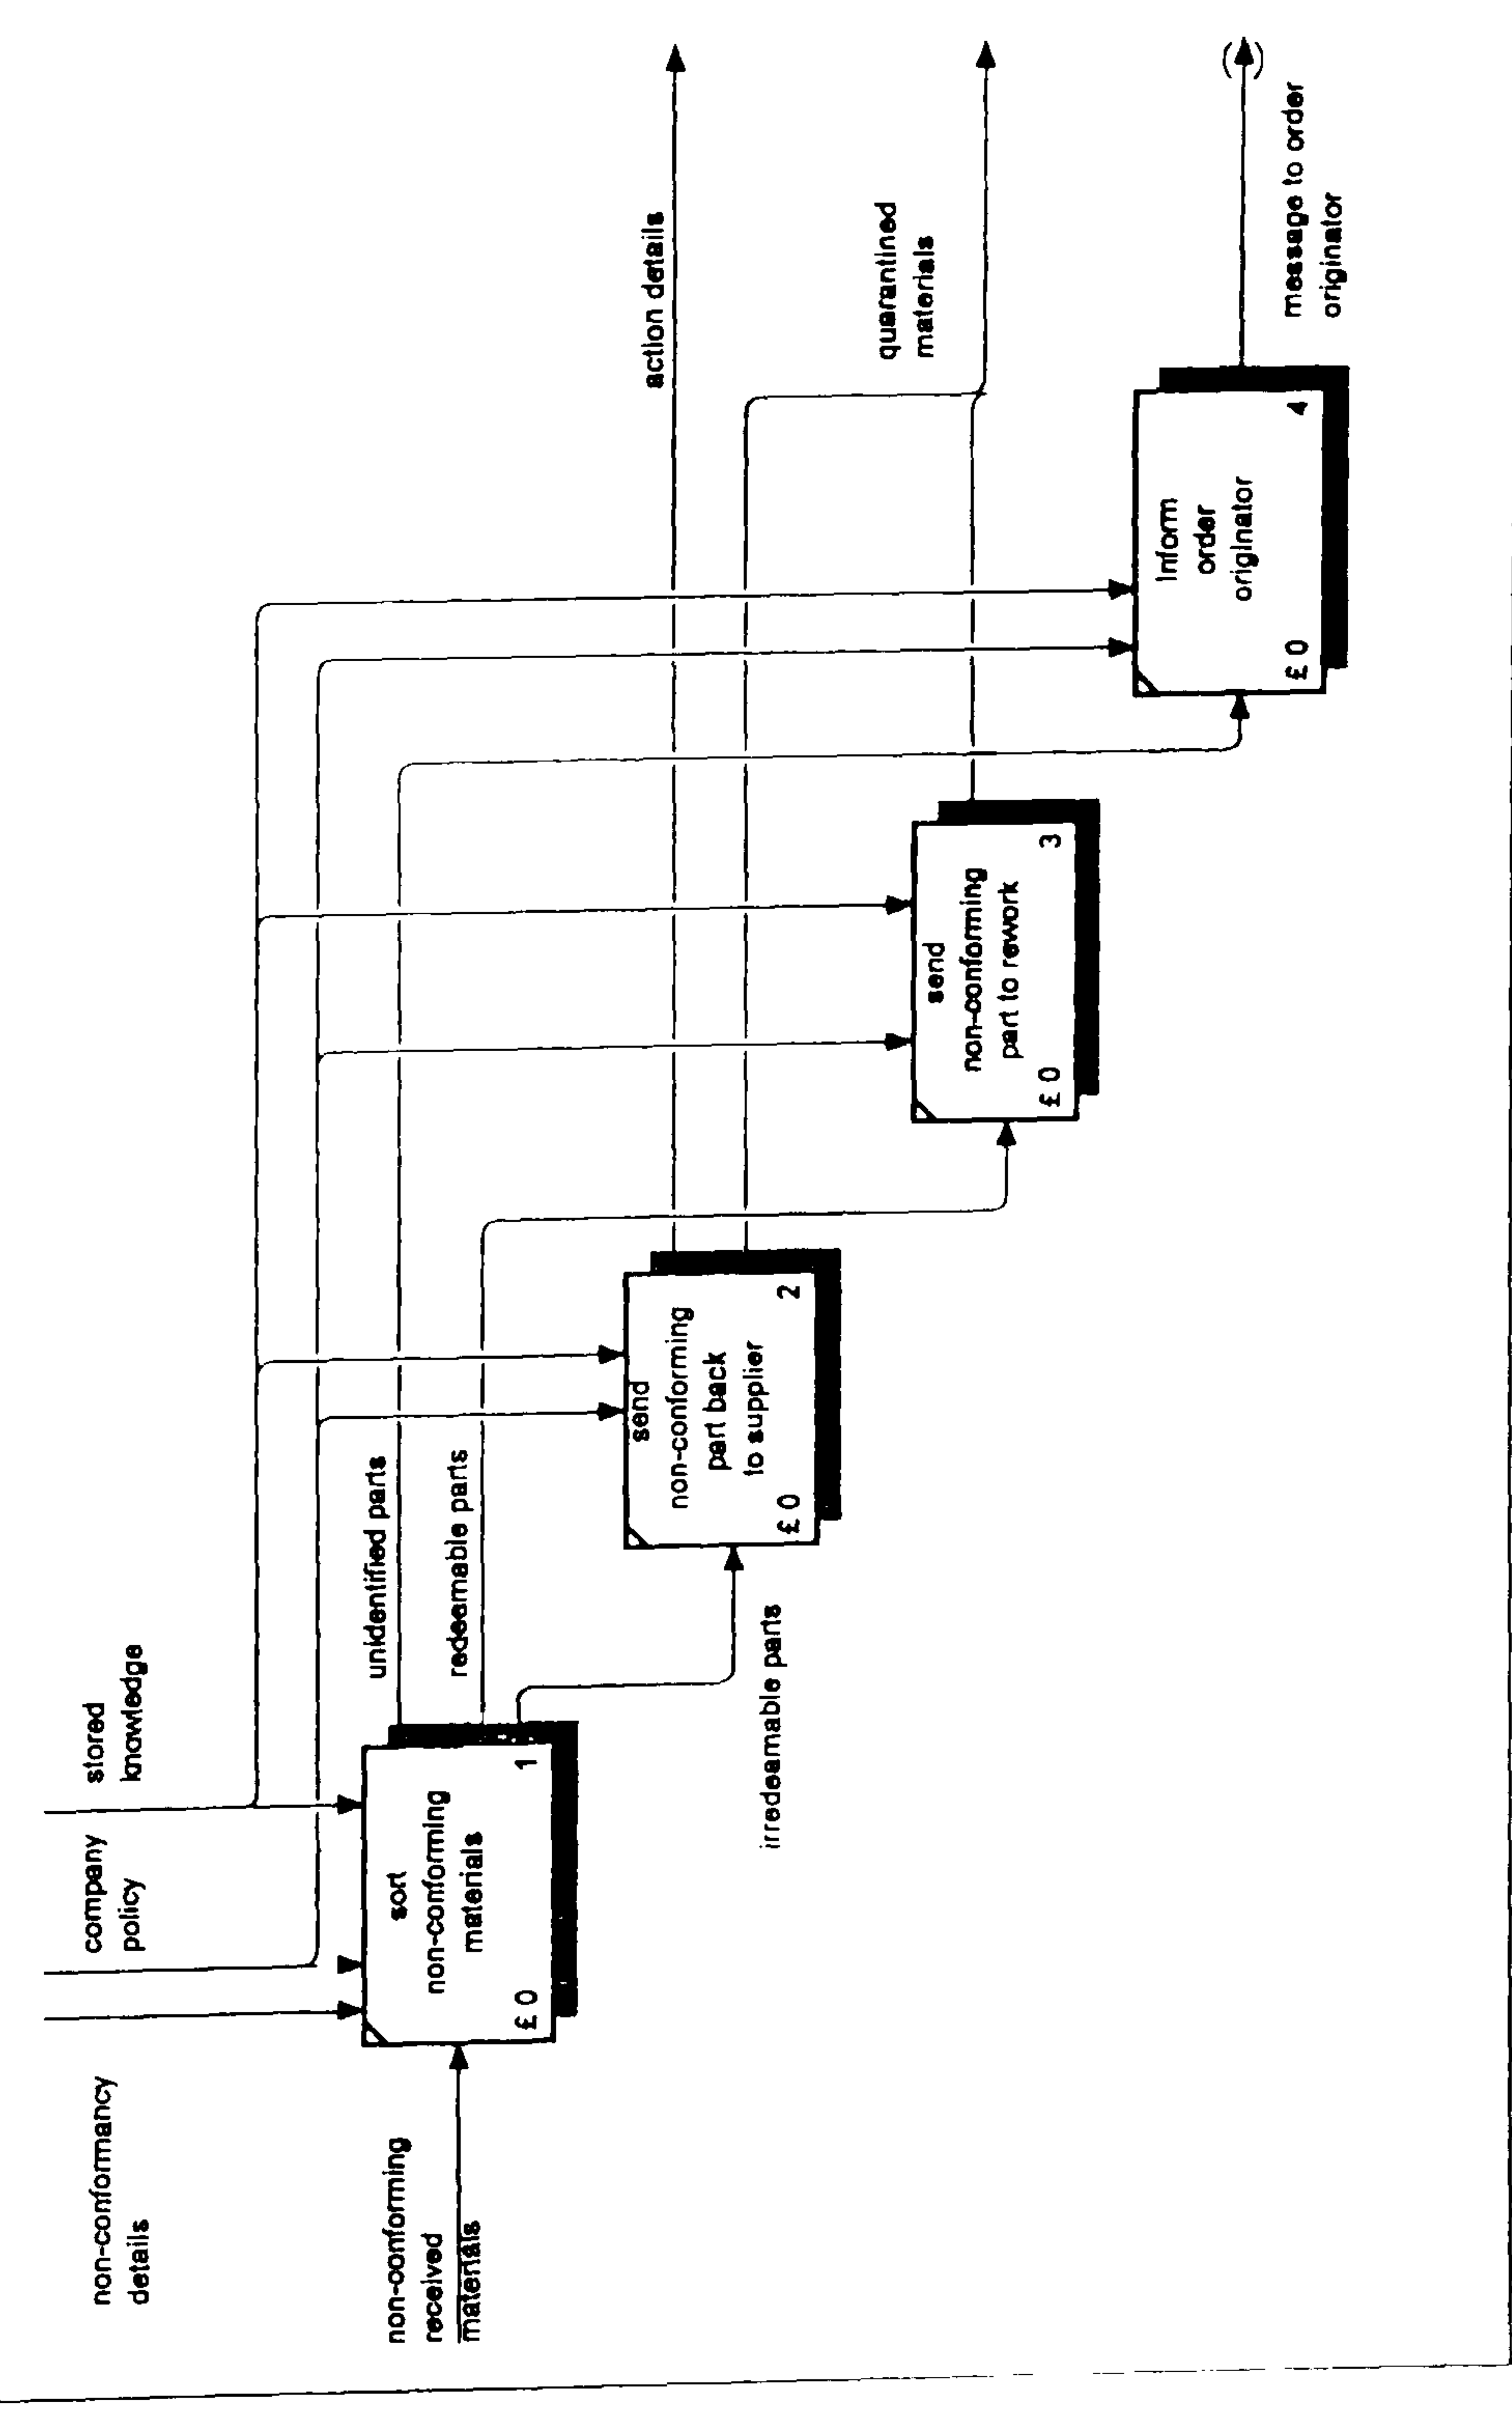 non-conformancy
details
company
policy
stored
knowledge
non-conforming
received
materials
sort
non-conforming
materials
£ 0
1
unidentified parts
redeemable parts
irredeemable parts
send
non-conforming
part back
to supplier
£ 0
2
send
non-conforming
part to rework
£ 0
3
Inform
order
originator
£ 0
4
action details
quarantined
materials
message to order
originator